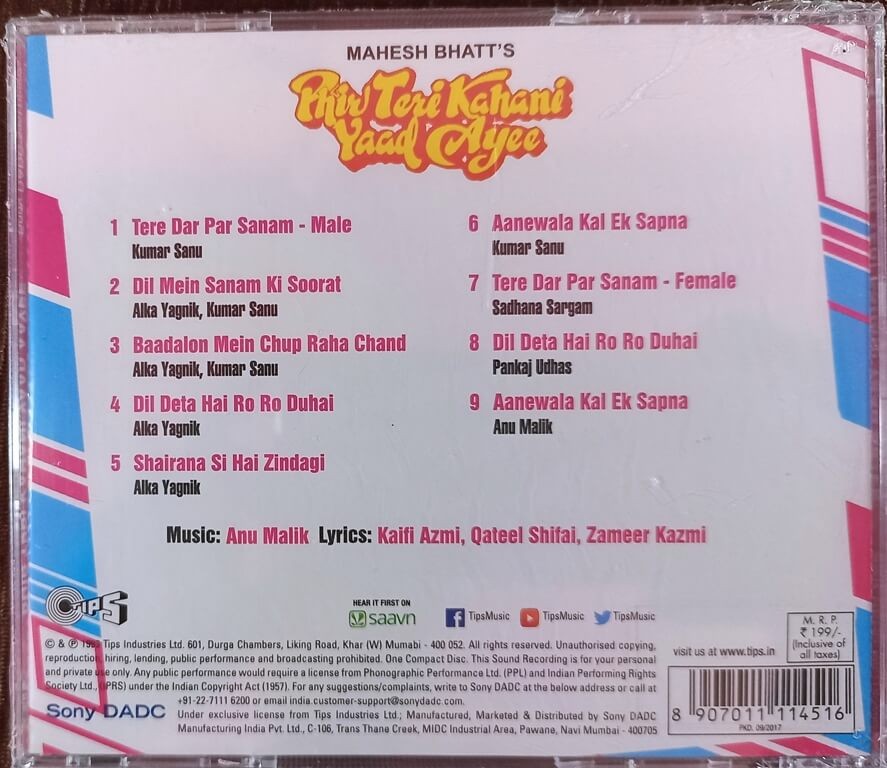 MAHESH BHATT'S
Phir Teri Kahani
Yaad Ayee
1 Tere Dar Par Sanam - Male
Kumar Sanu
2 Dil Mein Sanam Ki Soorat
Alka Yagnik, Kumar Sanu
3 Baadalon Mein Chup Raha Chand
Alka Yagnik, Kumar Sanu
4 Dil Deta Hai Ro Ro Duhai
Alka Yagnik
5 Shairana Si Hai Zindagi
Alka Yagnik
6 Aanewala Kal Ek Sapna
Kumar Sanu
7 Tere Dar Par Sanam - Female
Sadhana Sargam
8 Dil Deta Hai Ro Ro Duhai
Pankaj Udhas
9 Aanewala Kal Ek Sapna
Anu Malik
Music: Anu Malik Lyrics: Kaifi Azmi, Qateel Shifai, Zameer Kazmi
TIPS
HEAR IT FIRST ON
saavn
TipsMusic
TipsMusic
TipsMusic
© & ℗ Tips Industries Ltd. 601, Durga Chambers, Liking Road, Khar (W) Mumabi - 400 052. All rights reserved. Unauthorised copying,
reproduction, hiring, lending, public performance and broadcasting prohibited. One Compact Disc. This Sound Recording is for your personal
and private use only. Any public performance would require a license from Phonographic Performance Ltd. (PPL) and Indian Performing Rights
Society Ltd., (IPRS) under the Indian Copyright Act (1957). For any suggestions/complaints, write to Sony DADC at the below address or call at
+91-22-7111 6200 or email india.customer-support@sonydadc.com.
Sony DADC
Under exclusive license from Tips Industries Ltd.; Manufactured, Marketed & Distributed by Sony DADC
Manufacturing India Pvt. Ltd., C-106, Trans Thane Creek, MIDC Industrial Area, Pawane, Navi Mumbai - 400705
visit us at www.tips.in
M. R. P.
₹ 199/-
(Inclusive of
all taxes)
8 907011 114516
PKD. 09/2017